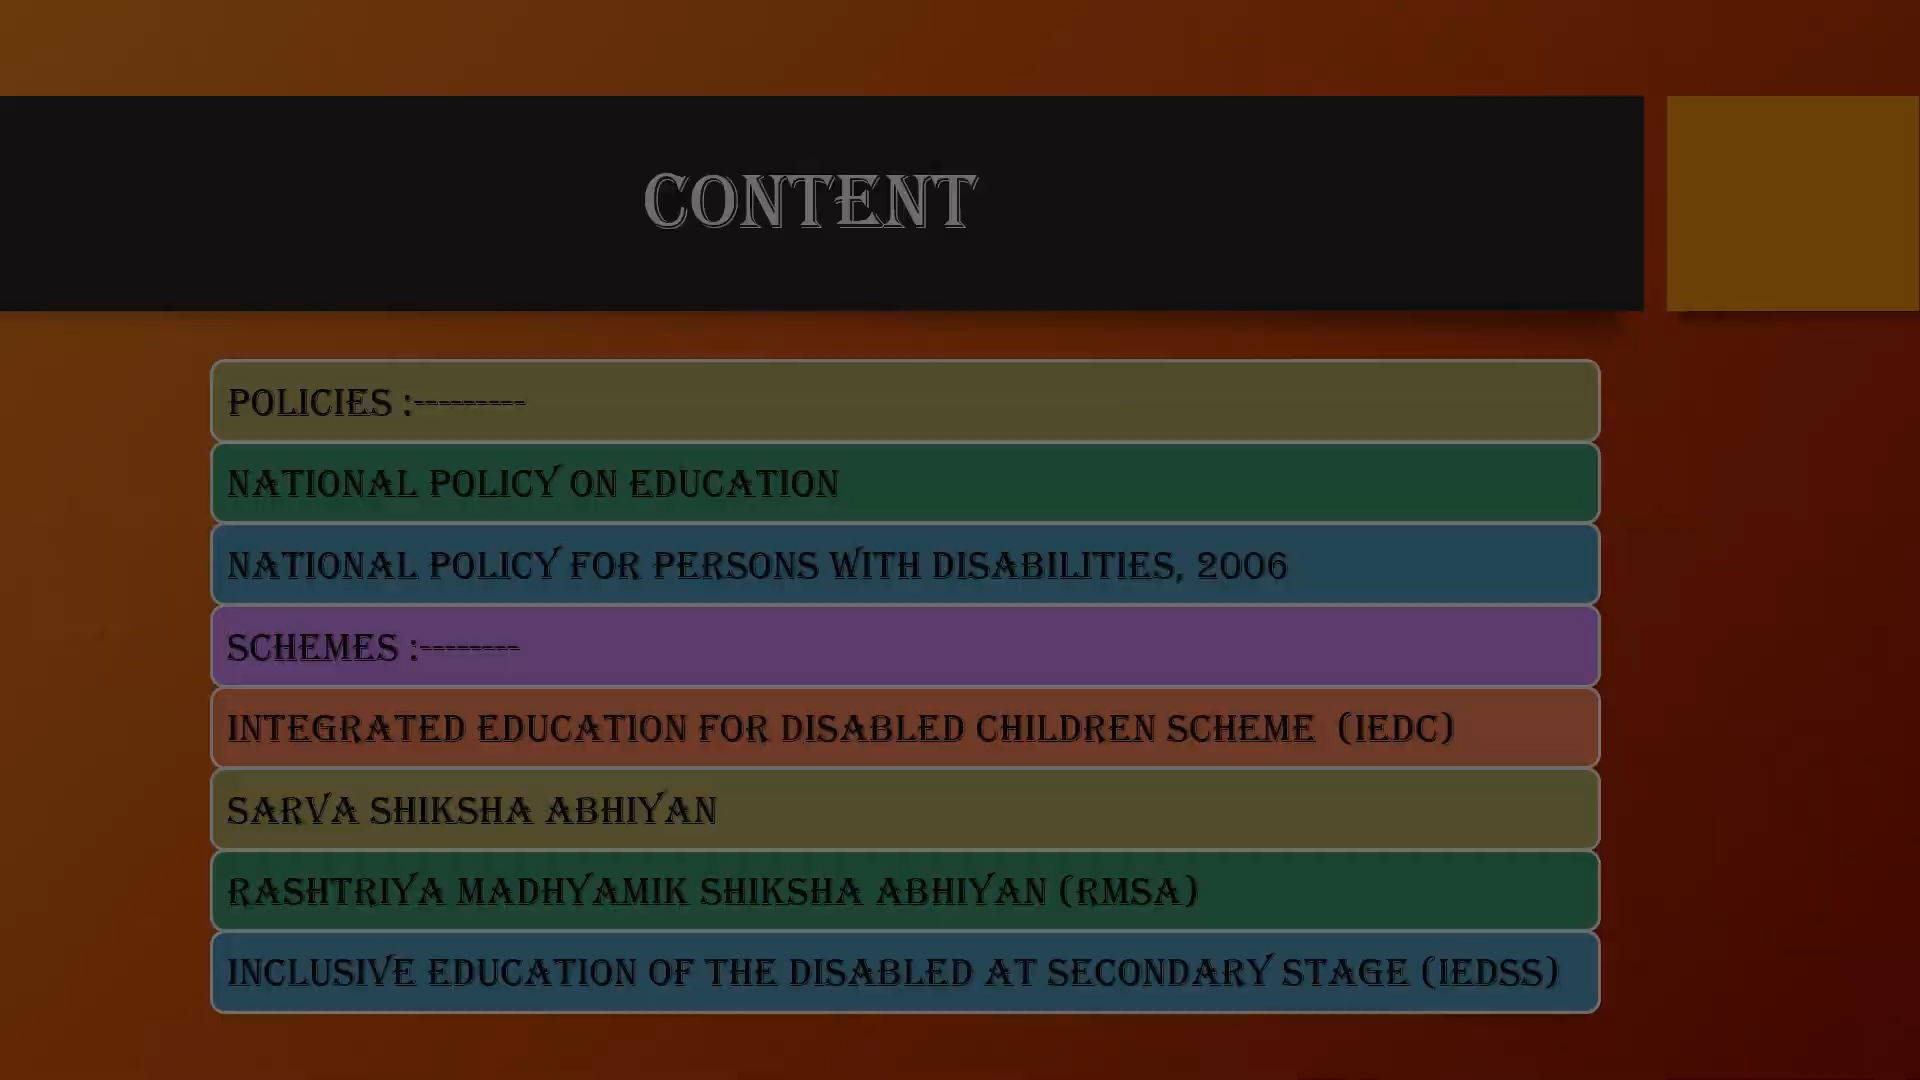 CONTENT
POLICIES :---------
NATIONAL POLICY ON EDUCATION
NATIONAL POLICY FOR PERSONS WITH DISABILITIES, 2006
SCHEMES :--------
INTEGRATED EDUCATION FOR DISABLED CHILDREN SCHEME  (IEDC)
SARVA SHIKSHA ABHIYAN
RASHTRIYA MADHYAMIK SHIKSHA ABHIYAN (RMSA)
INCLUSIVE EDUCATION OF THE DISABLED AT SECONDARY STAGE (IEDSS)